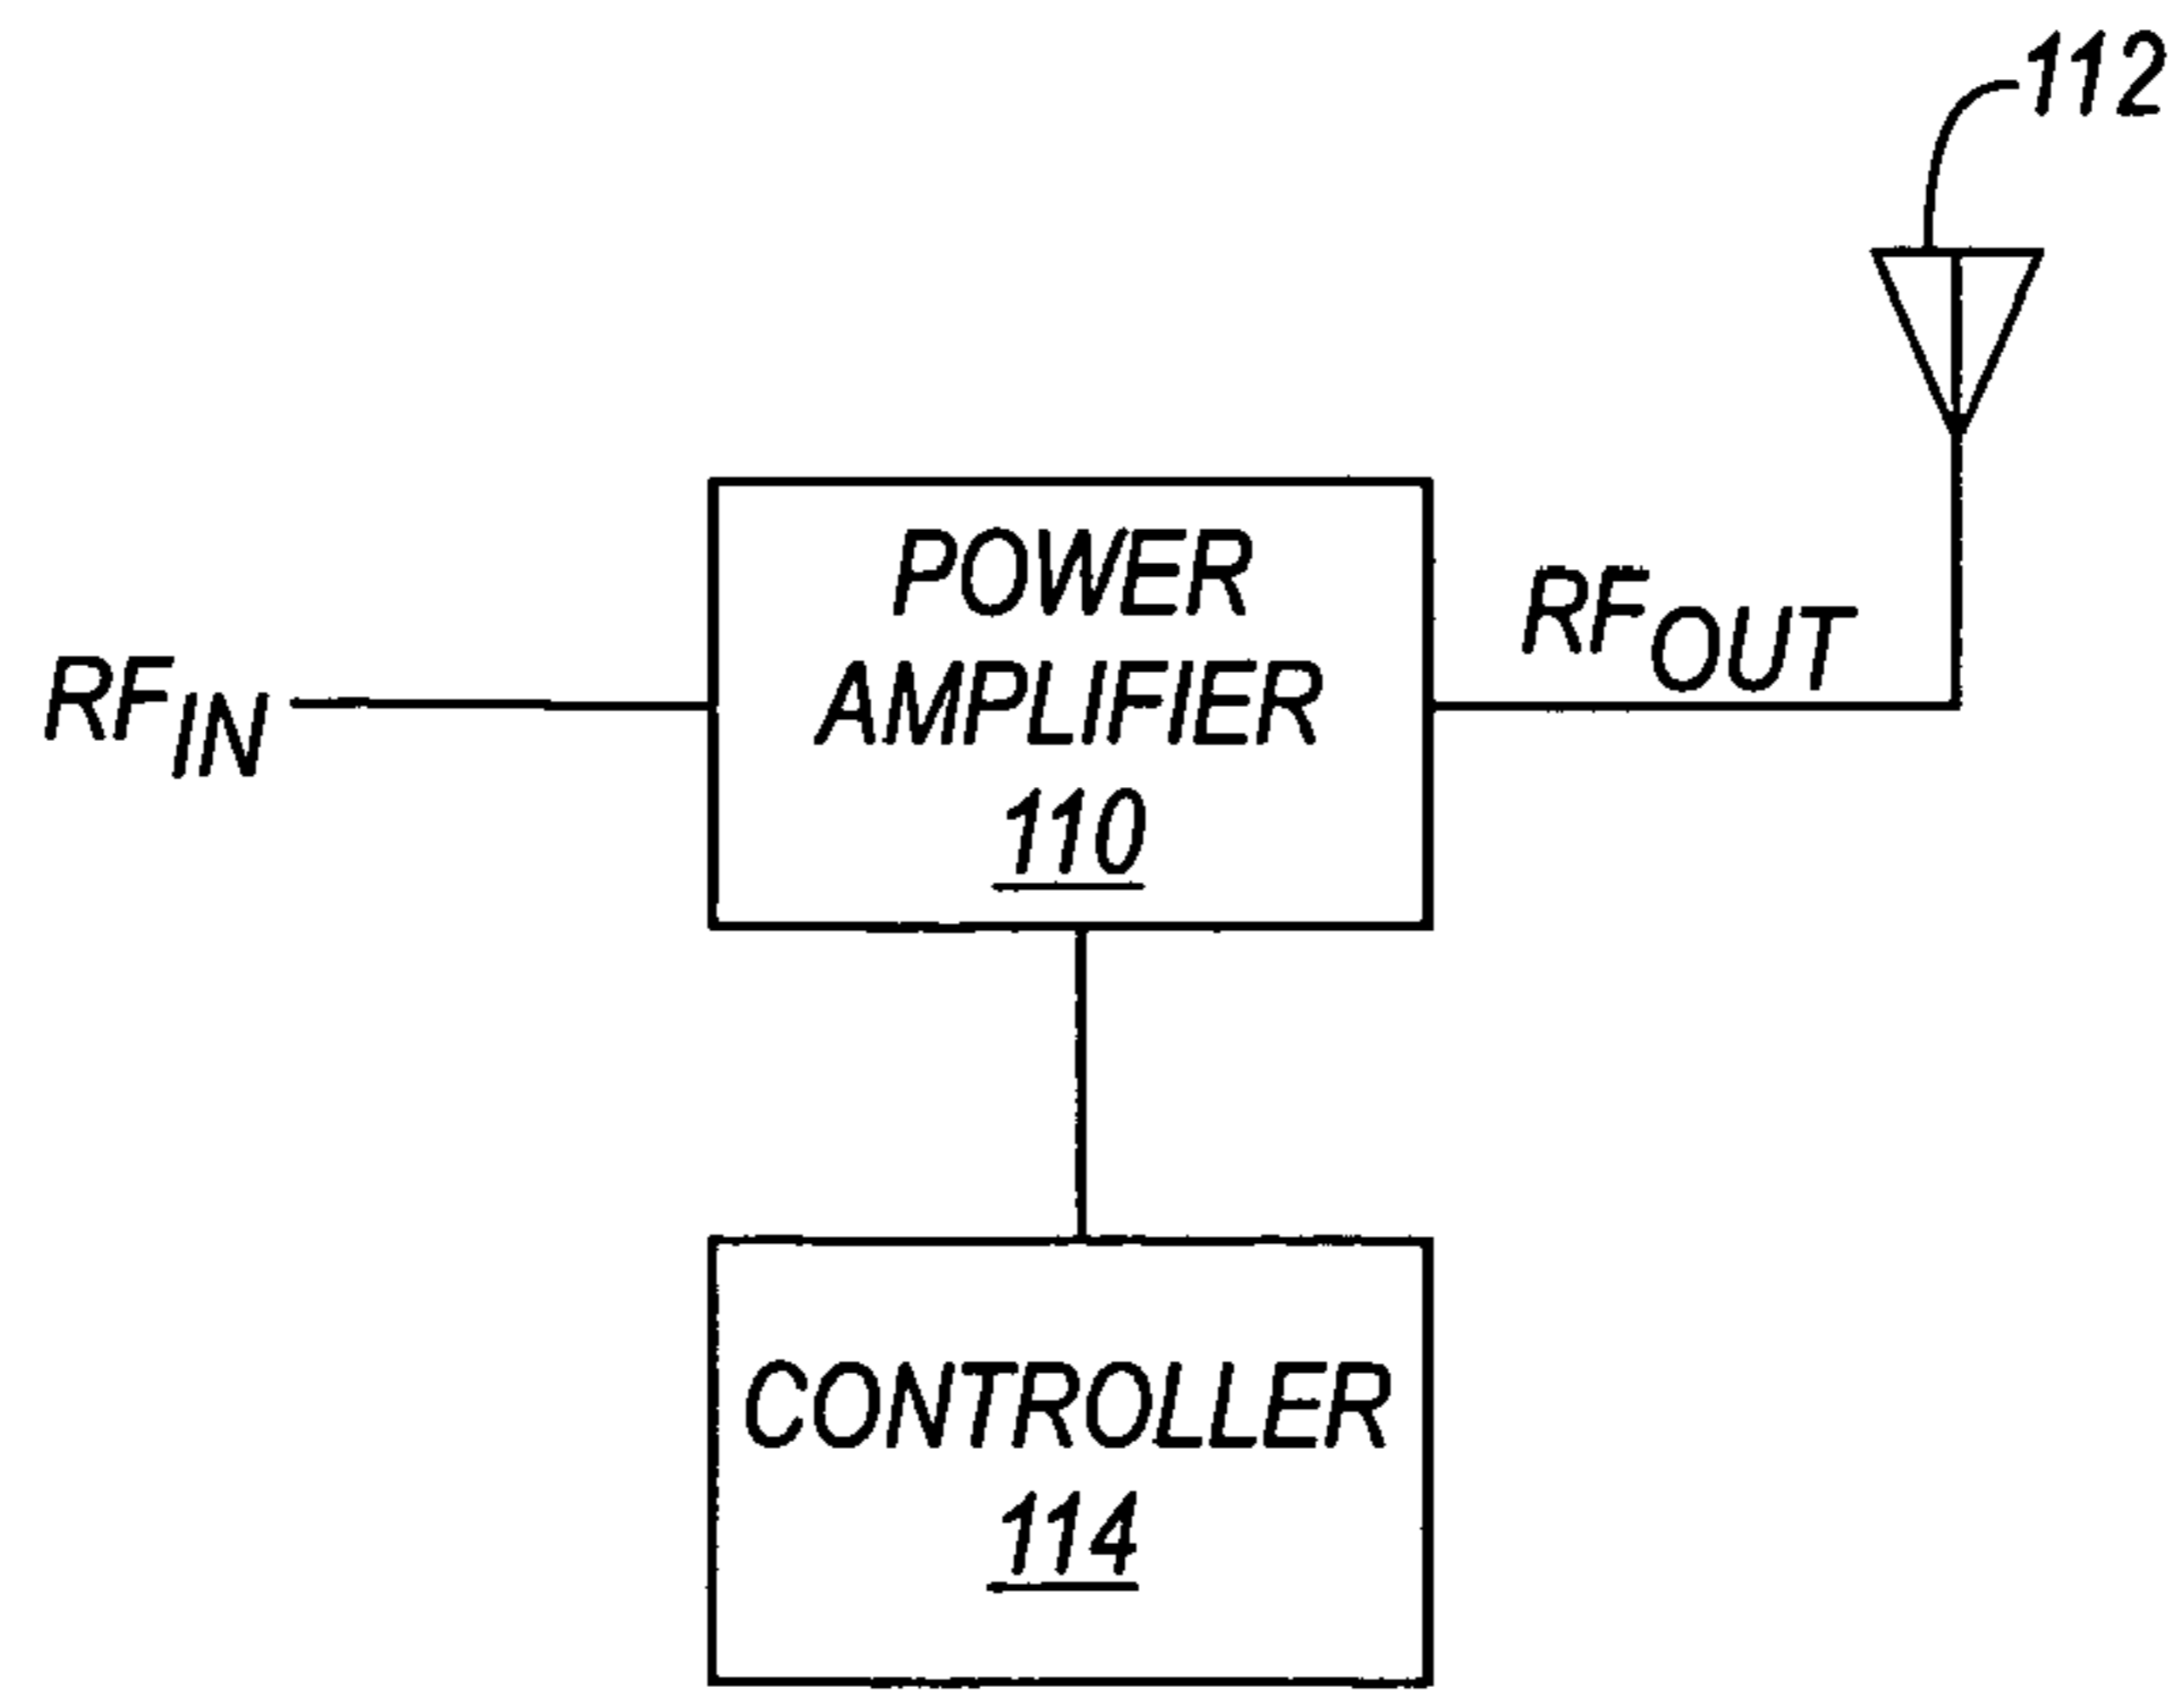 112
POWER
AMPLIFIER
110
RF_IN
RF_OUT
CONTROLLER
114